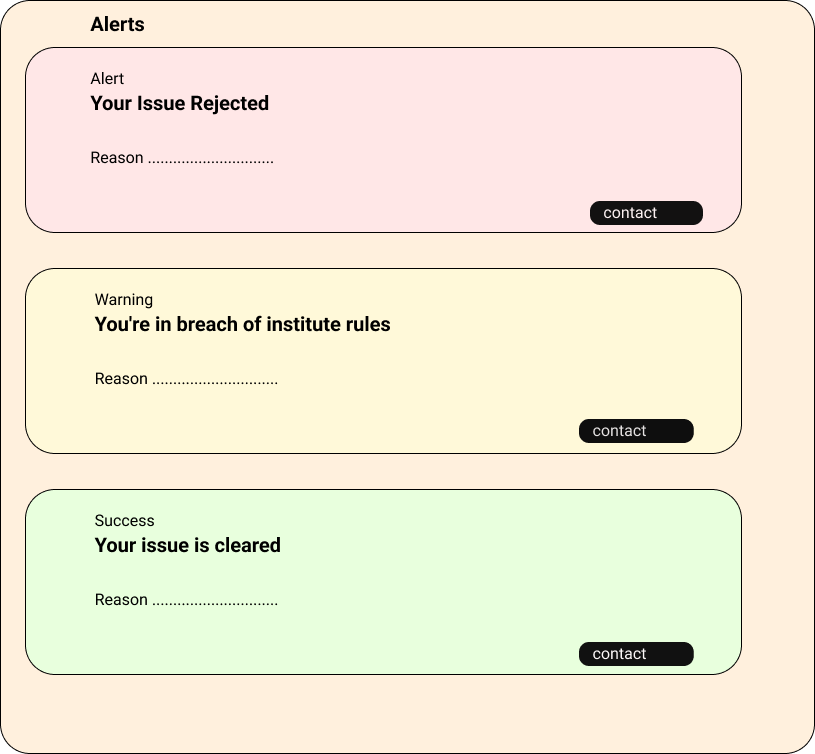 Alerts
Alert
Your Issue Rejected
Reason ..............................
contact
Warning
You're in breach of institute rules
Reason ..............................
contact
Success
Your issue is cleared
Reason ..............................
contact